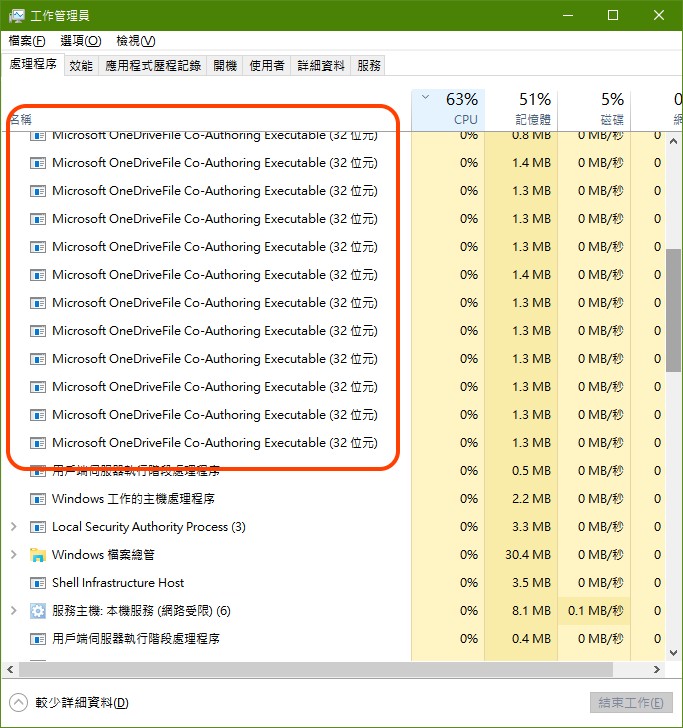 工作管理員
檔案(F) 選項(O) 檢視(V)
處理程序 效能 應用程式歷程記錄 開機 使用者 詳細資料 服務
63% 51% 5% 0
名稱 CPU 記憶體 磁碟 網
Microsoft OneDriveFile Co-Authoring Executable (32 位元) 0% 0.8 MB 0 MB/秒 0
Microsoft OneDriveFile Co-Authoring Executable (32 位元) 0% 1.4 MB 0 MB/秒 0
Microsoft OneDriveFile Co-Authoring Executable (32 位元) 0% 1.3 MB 0 MB/秒 0
Microsoft OneDriveFile Co-Authoring Executable (32 位元) 0% 1.3 MB 0 MB/秒 0
Microsoft OneDriveFile Co-Authoring Executable (32 位元) 0% 1.3 MB 0 MB/秒 0
Microsoft OneDriveFile Co-Authoring Executable (32 位元) 0% 1.4 MB 0 MB/秒 0
Microsoft OneDriveFile Co-Authoring Executable (32 位元) 0% 1.3 MB 0 MB/秒 0
Microsoft OneDriveFile Co-Authoring Executable (32 位元) 0% 1.3 MB 0 MB/秒 0
Microsoft OneDriveFile Co-Authoring Executable (32 位元) 0% 1.3 MB 0 MB/秒 0
Microsoft OneDriveFile Co-Authoring Executable (32 位元) 0% 1.3 MB 0 MB/秒 0
Microsoft OneDriveFile Co-Authoring Executable (32 位元) 0% 1.3 MB 0 MB/秒 0
Microsoft OneDriveFile Co-Authoring Executable (32 位元) 0% 1.3 MB 0 MB/秒 0
用戶端伺服器執行階段處理程序 0% 0.5 MB 0 MB/秒 0
Windows 工作的主機處理程序 0% 2.2 MB 0 MB/秒 0
Local Security Authority Process (3) 0% 3.3 MB 0 MB/秒 0
Windows 檔案總管 0% 30.4 MB 0 MB/秒 0
Shell Infrastructure Host 0% 3.5 MB 0 MB/秒 0
服務主機: 本機服務 (網路受限) (6) 0% 8.1 MB 0.1 MB/秒 0
用戶端伺服器執行階段處理程序 0% 0.4 MB 0 MB/秒 0
較少詳細資料(D) 結束工作(E)